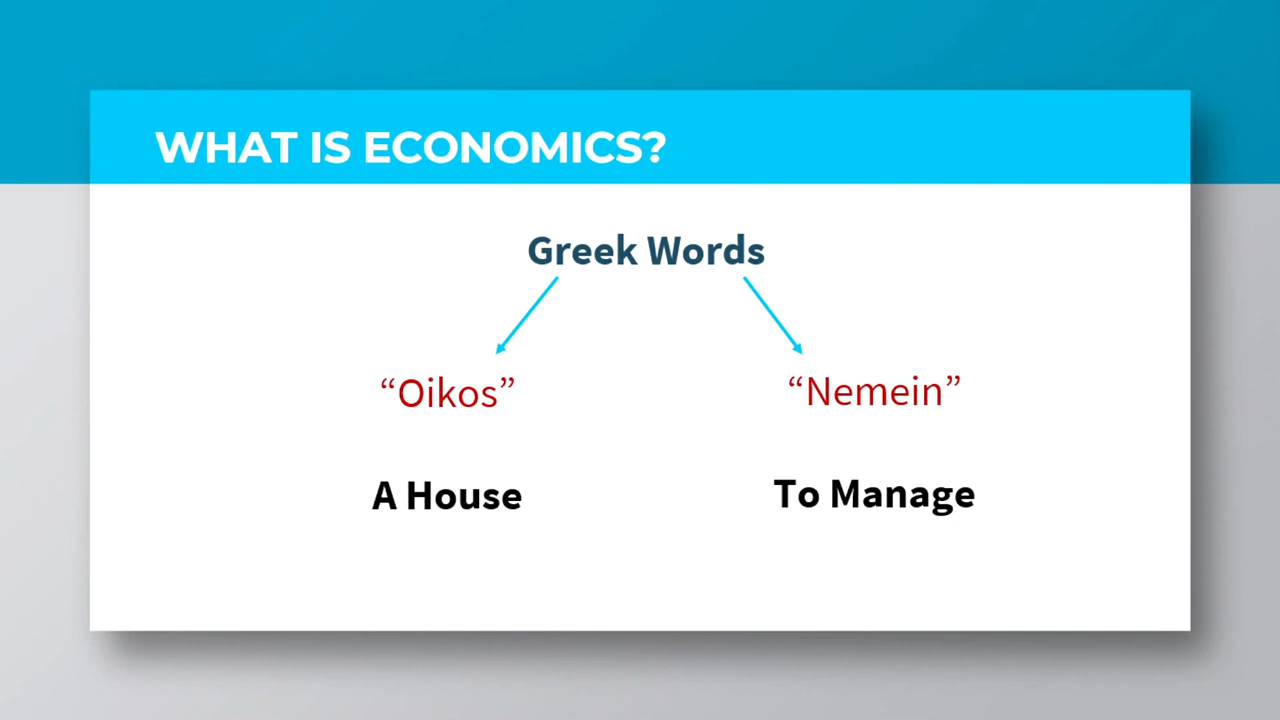 WHAT IS ECONOMICS?
Greek Words
“Oikos”
“Nemein”
A House
To Manage